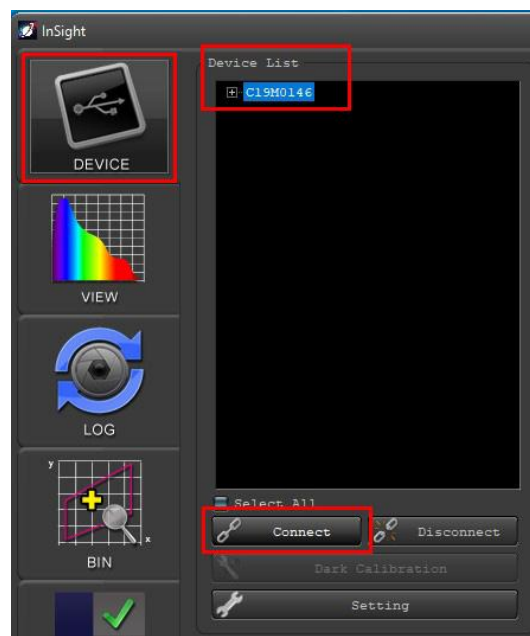 InSight
DEVICE
VIEW
LOG
y
x
BIN
Device List
C19M0146
Select All
Connect
Disconnect
Dark Calibration
Setting